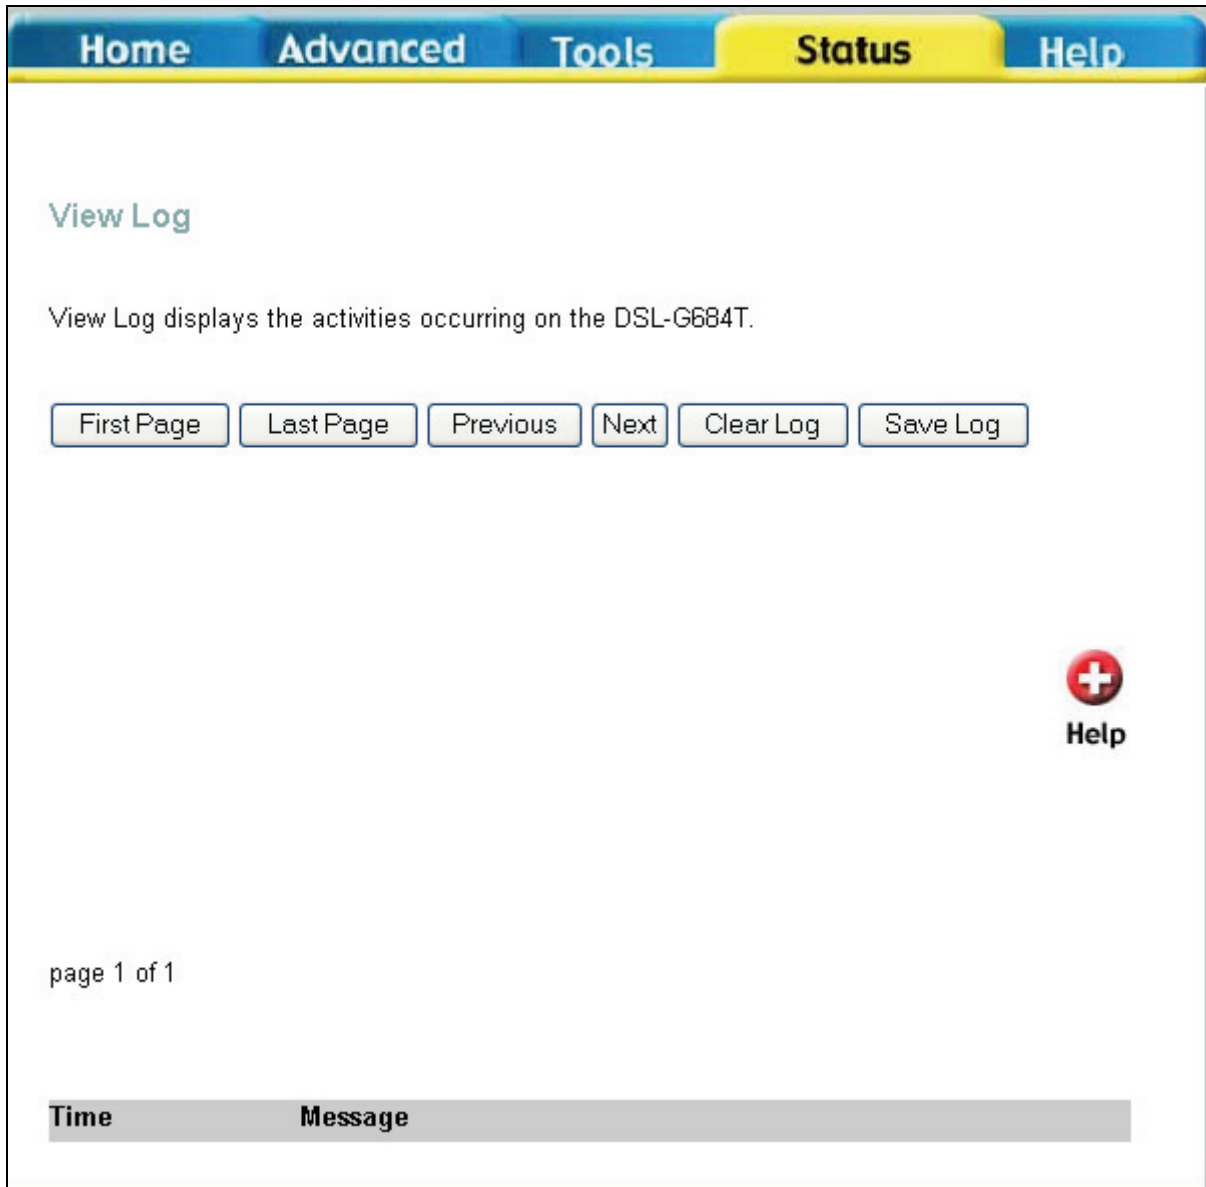 Home Advanced Tools Status Help
View Log
View Log displays the activities occurring on the DSL-G684T.
First Page Last Page Previous Next Clear Log Save Log
Help
page 1 of 1
Time Message